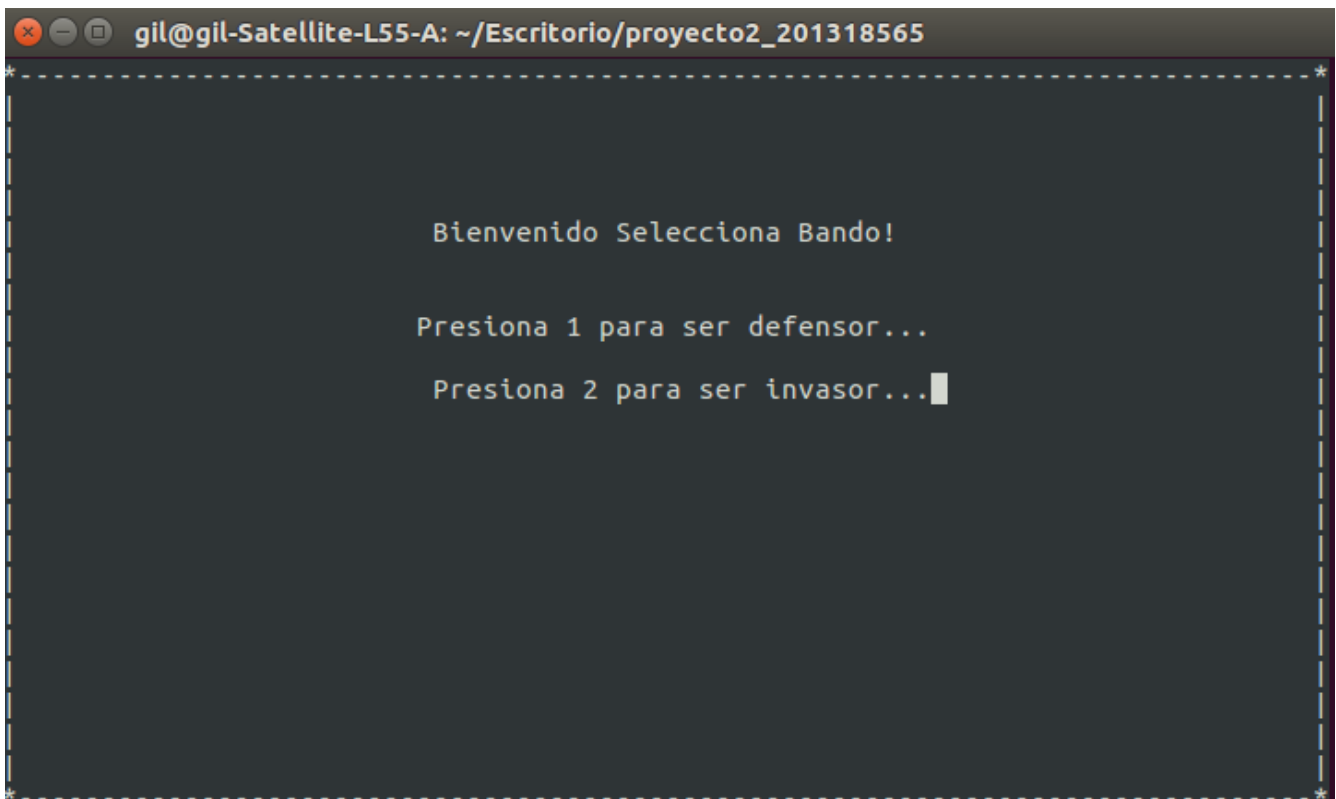 gil@gil-Satellite-L55-A: ~/Escritorio/proyecto2_201318565
Bienvenido Selecciona Bando!
Presiona 1 para ser defensor...
Presiona 2 para ser invasor...